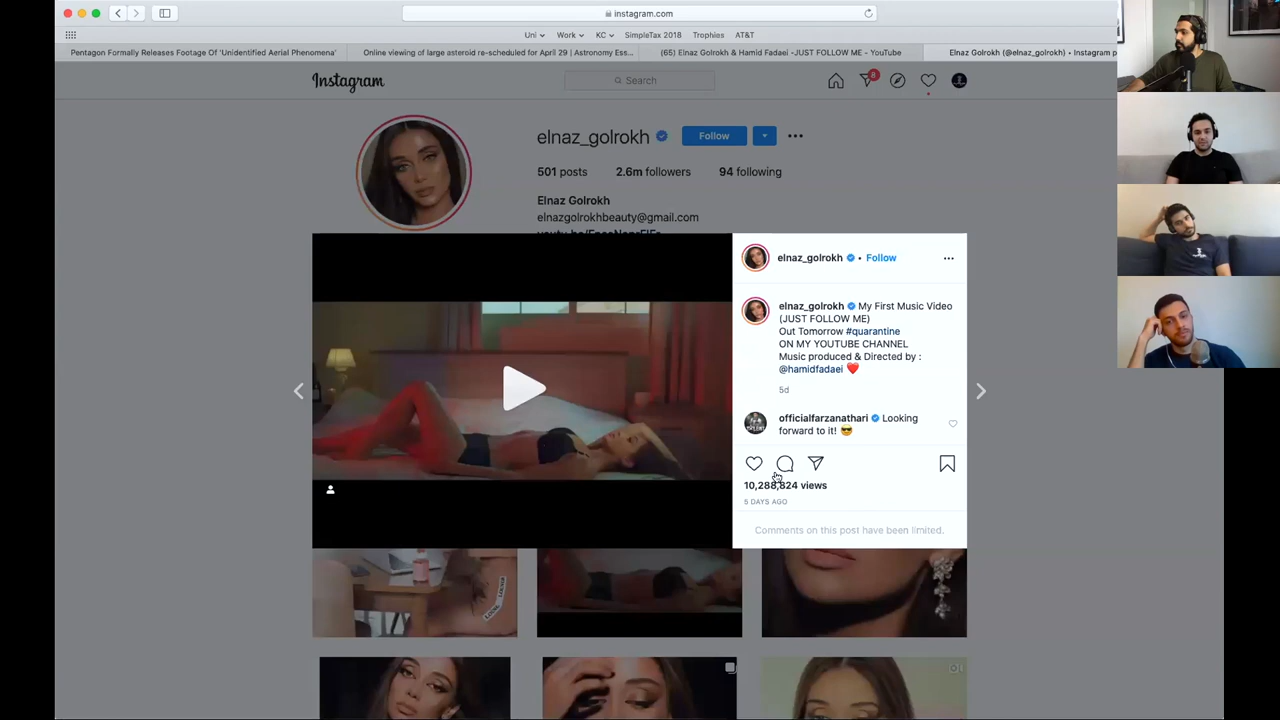 instagram.com
Uni Work KC SimpleTax 2018 Trophies AT&T
Pentagon Formally Releases Footage Of 'Unidentified Aerial Phenomena'
Online viewing of large asteroid re-scheduled for April 29 | Astronomy Ess...
(65) Elnaz Golrokh & Hamid Fadaei -JUST FOLLOW ME - YouTube
Elnaz Golrokh (@elnaz_golrokh) • Instagram p
Instagram
Search
8
elnaz_golrokh Follow
501 posts 2.6m followers 94 following
Elnaz Golrokh
elnazgolrokhbeauty@gmail.com
elnaz_golrokh • Follow
elnaz_golrokh My First Music Video
(JUST FOLLOW ME)
Out Tomorrow #quarantine
ON MY YOUTUBE CHANNEL
Music produced & Directed by :
@hamidfadaei ❤️
5d
officialfarzanathari Looking
forward to it! 😎
10,288,824 views
5 DAYS AGO
Comments on this post have been limited.